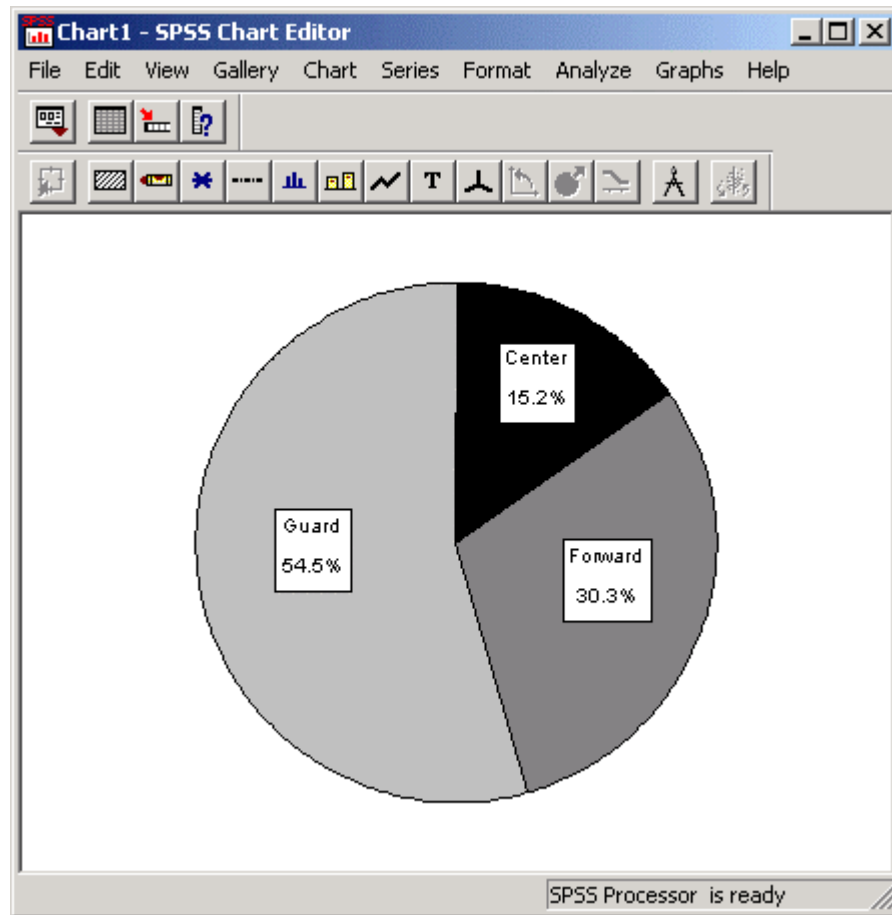 SPSS
Chart1 - SPSS Chart Editor
File Edit View Gallery Chart Series Format Analyze Graphs Help
T
Center
15.2%
Guard
54.5%
Forward
30.3%
SPSS Processor is ready